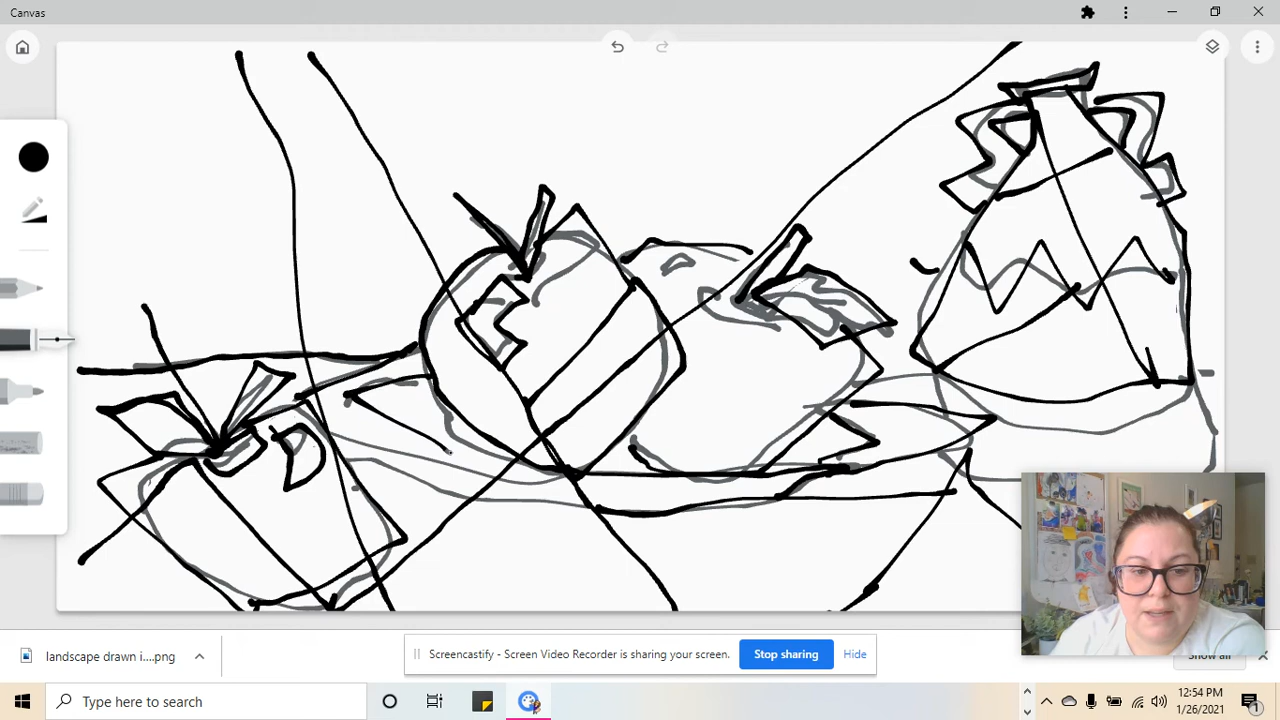 Canvas
landscape drawn i....png
Screencastify - Screen Video Recorder is sharing your screen.
Stop sharing
Hide
Show all
Type here to search
12:54 PM
1/26/2021